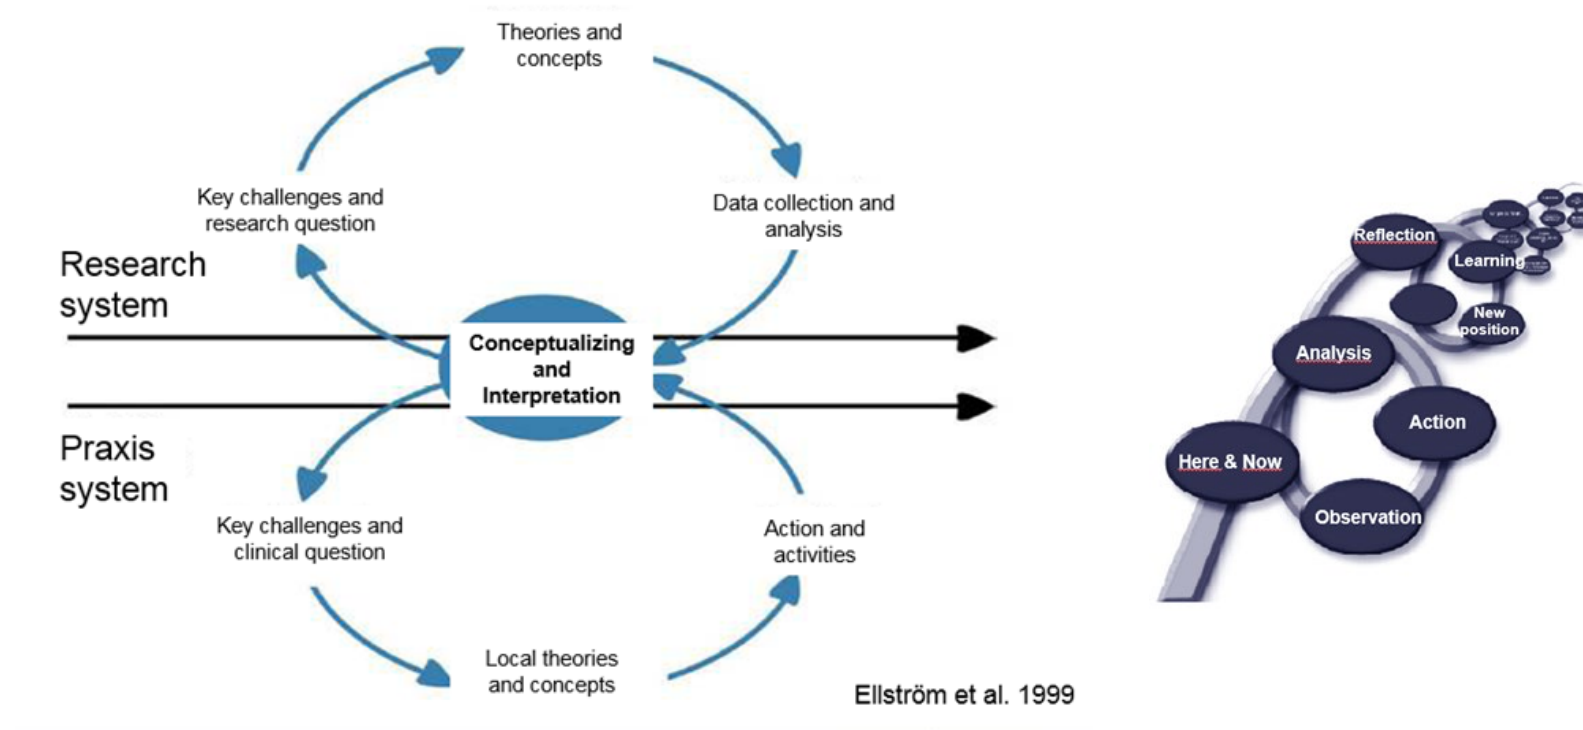 Theories and
concepts
Key challenges and
research question
Data collection and
analysis
Research
system
Conceptualizing
and
Interpretation
Praxis
system
Key challenges and
clinical question
Action and
activities
Local theories
and concepts
Ellström et al. 1999
Reflection
Learning
New
position
Analysis
Action
Here & Now
Observation